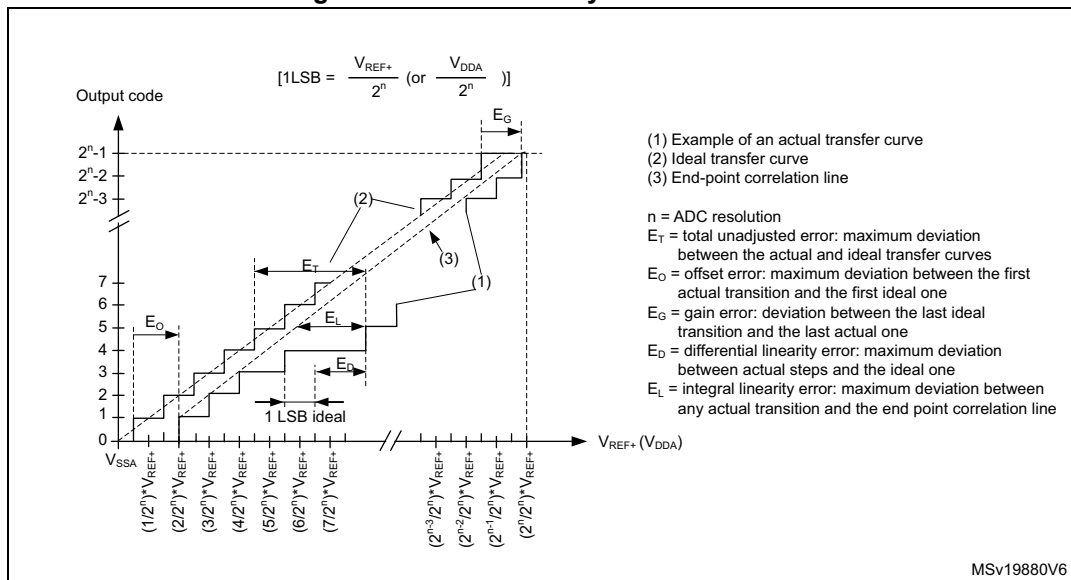 [1LSB = V_REF+ / 2^n (or V_DDA / 2^n )]
Output code
E_G
2^n-1
2^n-2
2^n-3
(2)
(3)
(1)
7
6
5
4
3
2
1
0
E_T
E_O
E_L
E_D
1 LSB ideal
V_SSA
V_REF+ (V_DDA)
(1/2^n)*V_REF+
(2/2^n)*V_REF+
(3/2^n)*V_REF+
(4/2^n)*V_REF+
(5/2^n)*V_REF+
(6/2^n)*V_REF+
(7/2^n)*V_REF+
(2^n-3/2^n)*V_REF+
(2^n-2/2^n)*V_REF+
(2^n-1/2^n)*V_REF+
(2^n/2^n)*V_REF+
(1) Example of an actual transfer curve
(2) Ideal transfer curve
(3) End-point correlation line
n = ADC resolution
E_T = total unadjusted error: maximum deviation
between the actual and ideal transfer curves
E_O = offset error: maximum deviation between the first
actual transition and the first ideal one
E_G = gain error: deviation between the last ideal
transition and the last actual one
E_D = differential linearity error: maximum deviation
between actual steps and the ideal one
E_L = integral linearity error: maximum deviation between
any actual transition and the end point correlation line
MSv19880V6